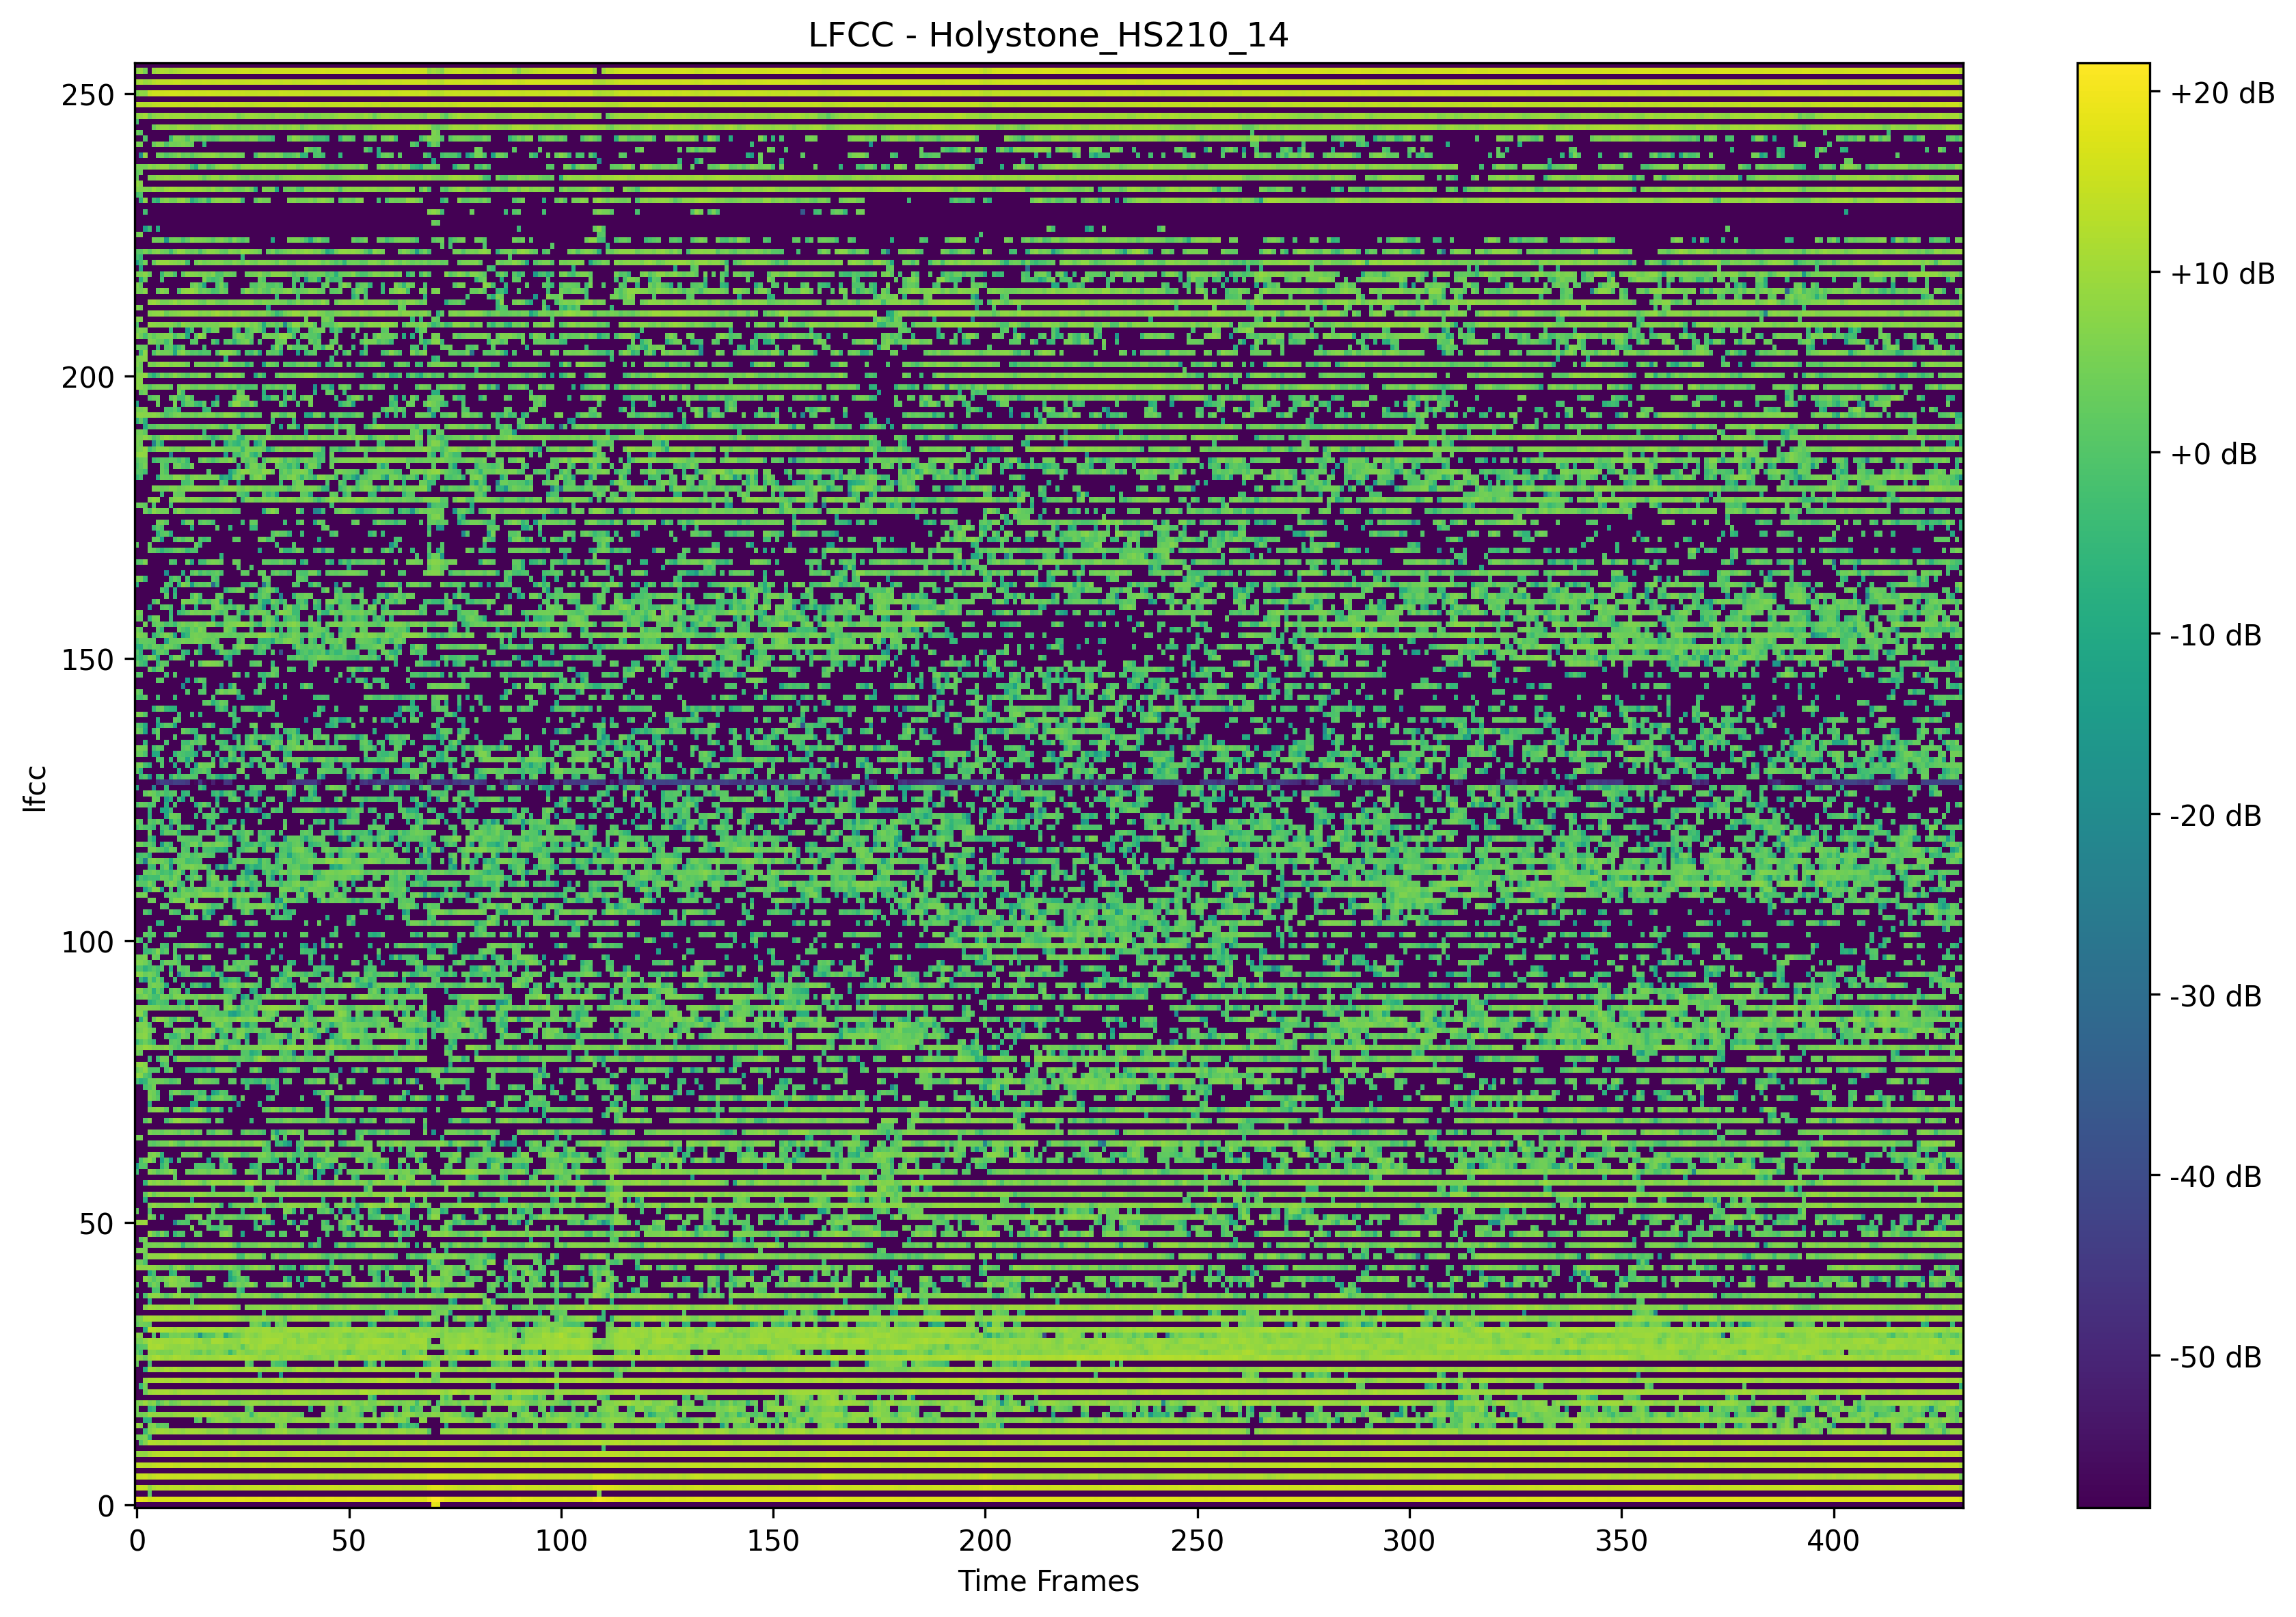 LFCC - Holystone_HS210_14
250
200
150
100
50
0
lfcc
0 50 100 150 200 250 300 350 400
Time Frames
+20 dB
+10 dB
+0 dB
-10 dB
-20 dB
-30 dB
-40 dB
-50 dB